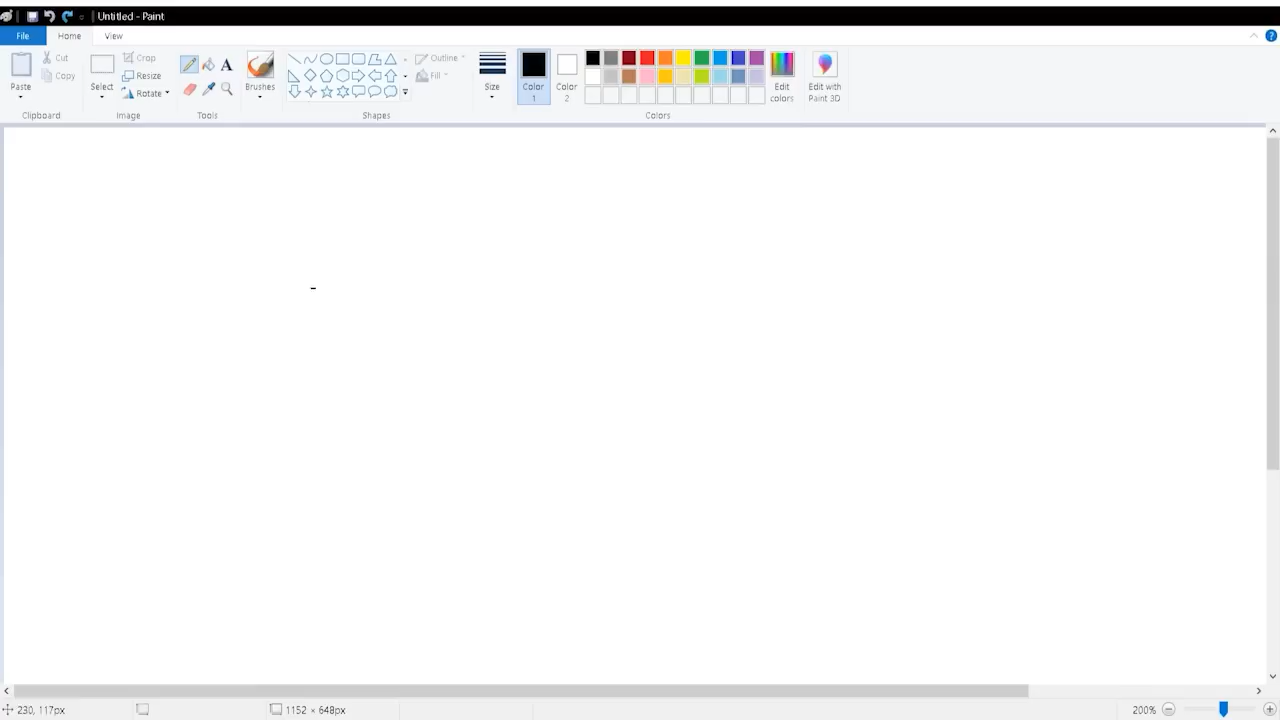 Untitled - Paint
File Home View
Paste
Cut
Copy
Clipboard
Select
Crop
Resize
Rotate
Image
A
Tools
Brushes
Shapes
Outline
Fill
Size
Color 1
Color 2
Colors
Edit colors
Edit with Paint 3D
230, 117px
1152 × 648px
200%